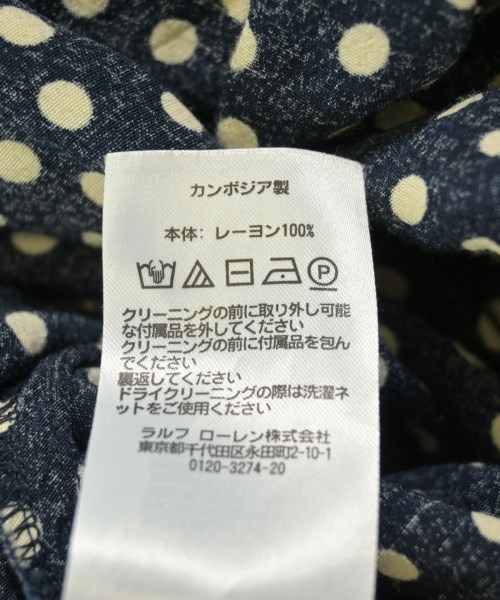 カンボジア製
本体: レーヨン100%
P
クリーニングの前に取り外し可能
な付属品を外してください
クリーニングの前に付属品を包ん
でください
裏返してください
ドライクリーニングの際は洗濯ネ
ットをご使用ください
ラルフ ローレン株式会社
東京都千代田区永田町2-10-1
0120-3274-20